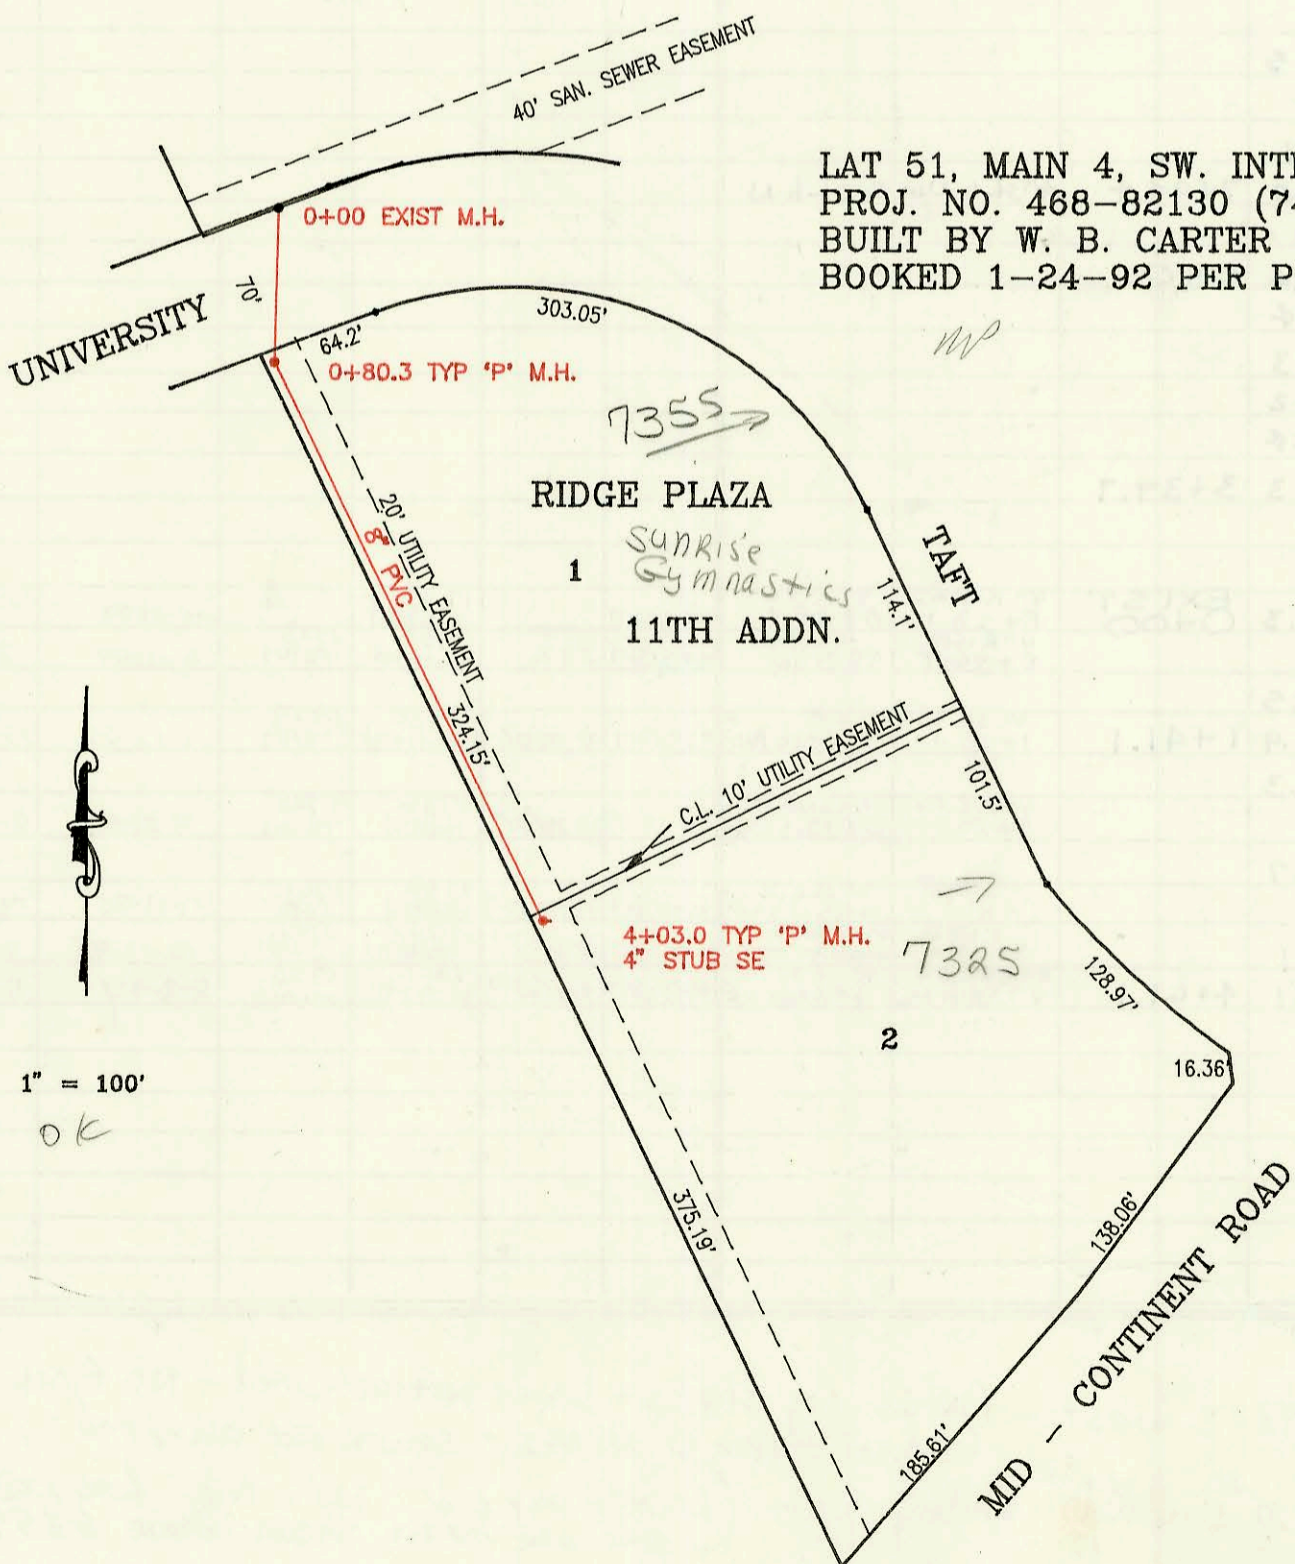 40' SAN. SEWER EASEMENT
LAT 51, MAIN 4, SW.
PROJ. NO. 468-82130
BUILT BY W. B. CARTER
BOOKED 1-24-92 PER
0+00 EXIST M.H.
70'
UNIVERSITY
303.05'
64.2'
0+80.3 TYP 'P' M.H.
7355
RIDGE PLAZA
Sunrise
Gymnastics
1
11TH ADDN.
TAFT
20' UTILITY EASEMENT
8" PVC
114.1'
324.15'
C.L. 10' UTILITY EASEMENT
101.5'
4+03.0 TYP 'P' M.H.
4" STUB SE
7325
128.97'
2
16.36'
1" = 100'
OK
375.19'
138.06'
185.61'
MID - CONTINENT ROAD